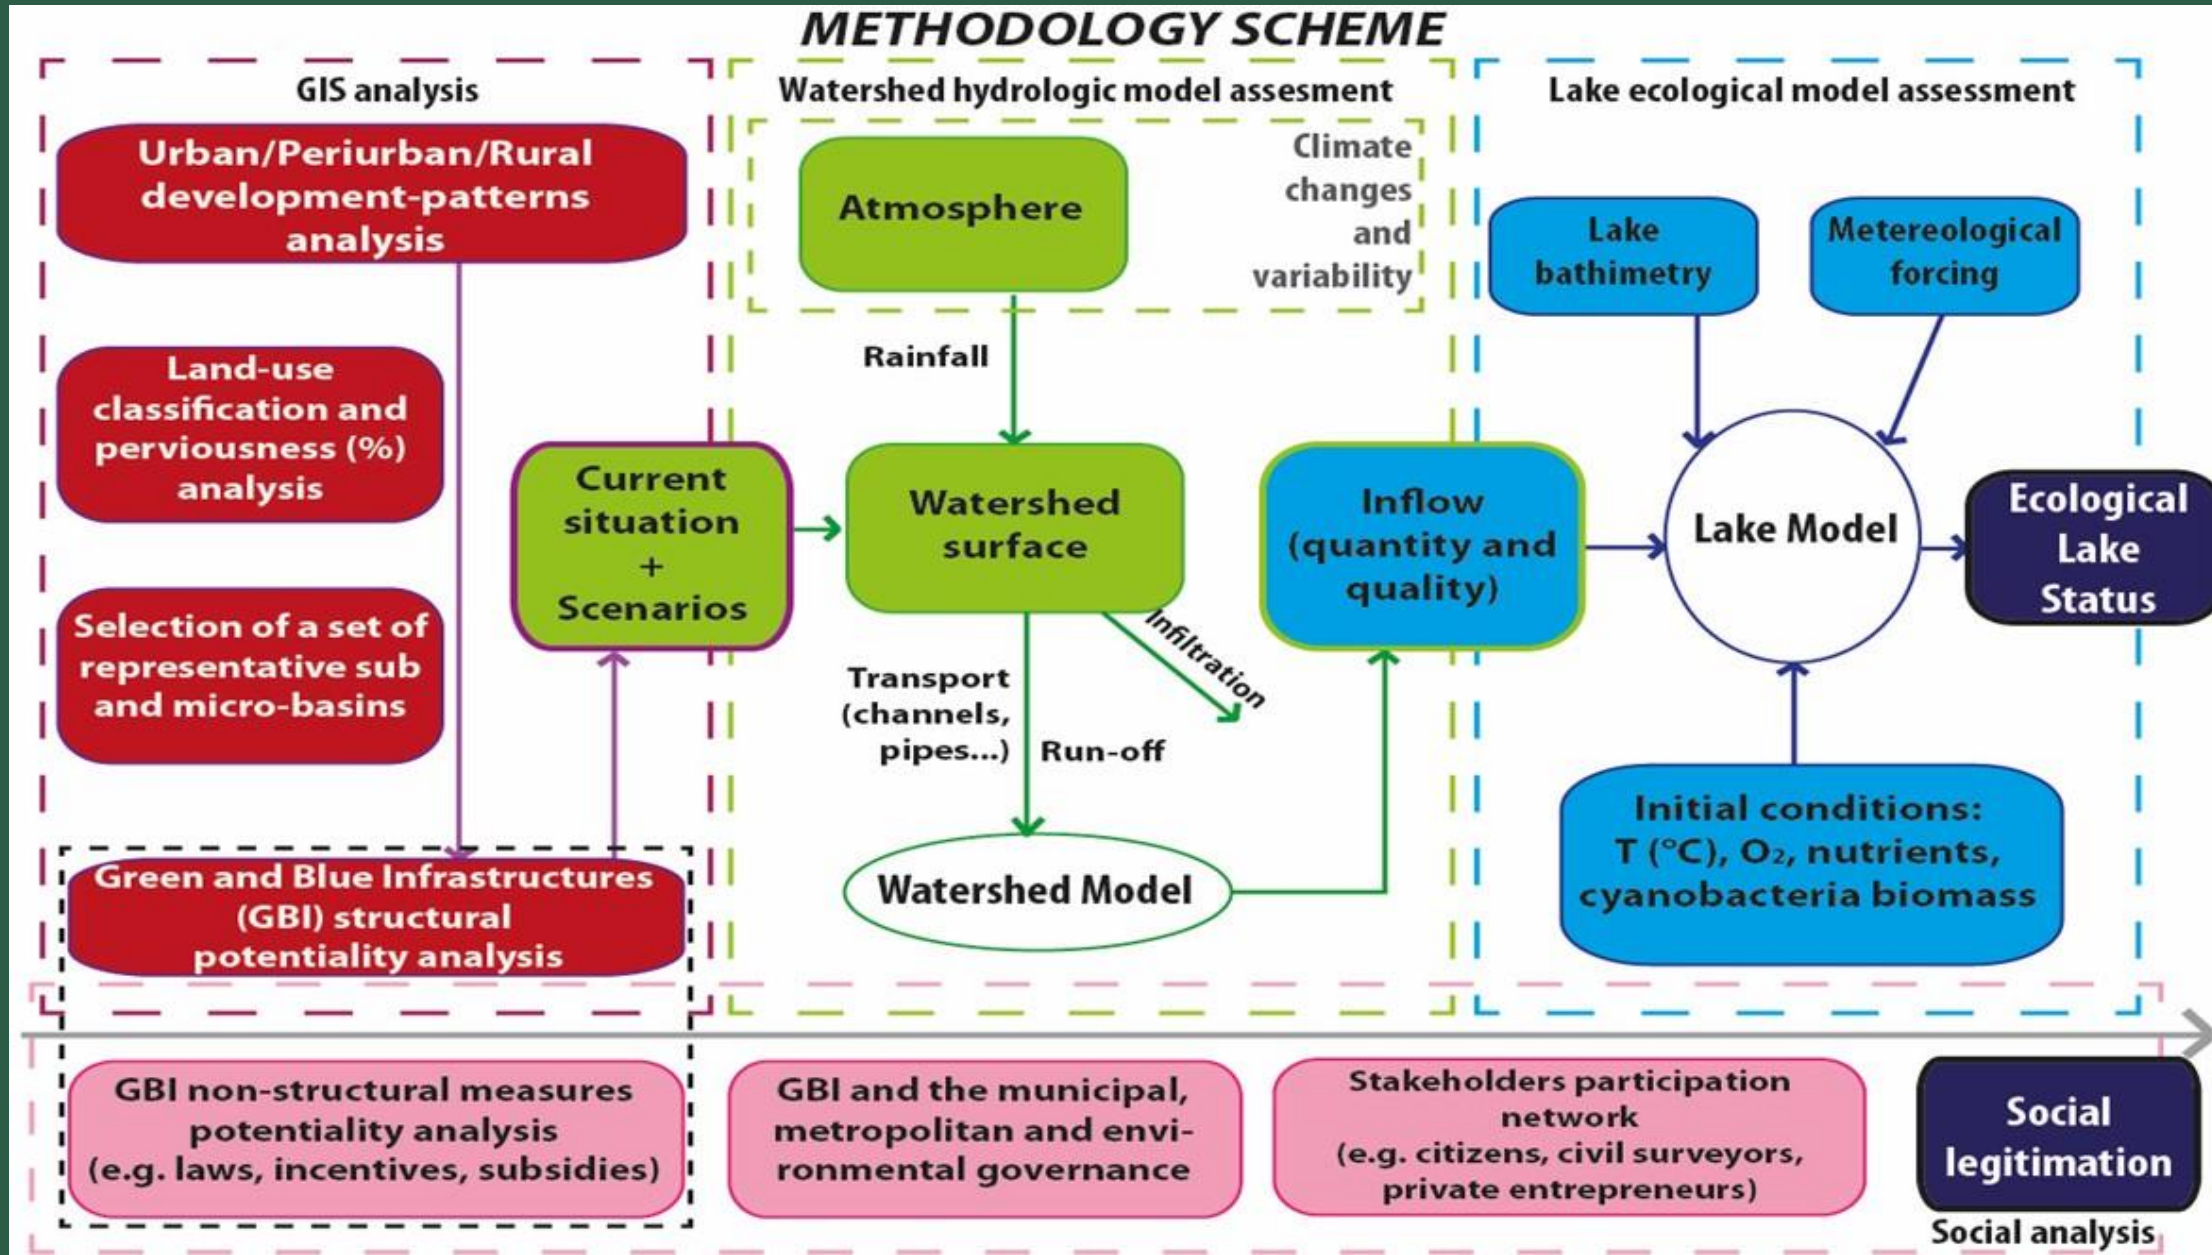 METHODOLOGY SCHEME
GIS analysis
Urban/Periurban/Rural
development-patterns
analysis
Land-use
classification and
perviousness (%)
analysis
Selection of a set of
representative sub
and micro-basins
Green and Blue Infrastructures
(GBI) structural
potentiality analysis
Current
situation
+
Scenarios
Watershed hydrologic model assesment
Atmosphere
Climate
changes
and
variability
Rainfall
Watershed
surface
Infiltration
Transport
(channels,
pipes...)
Run-off
Watershed Model
Inflow
(quantity and
quality)
Lake ecological model assessment
Lake
bathimetry
Metereological
forcing
Lake Model
Ecological
Lake
Status
Initial conditions:
T (°C), O₂, nutrients,
cyanobacteria biomass
GBI non-structural measures
potentiality analysis
(e.g. laws, incentives, subsidies)
GBI and the municipal,
metropolitan and envi-
ronmental governance
Stakeholders participation
network
(e.g. citizens, civil surveyors,
private entrepreneurs)
Social
legitimation
Social analysis